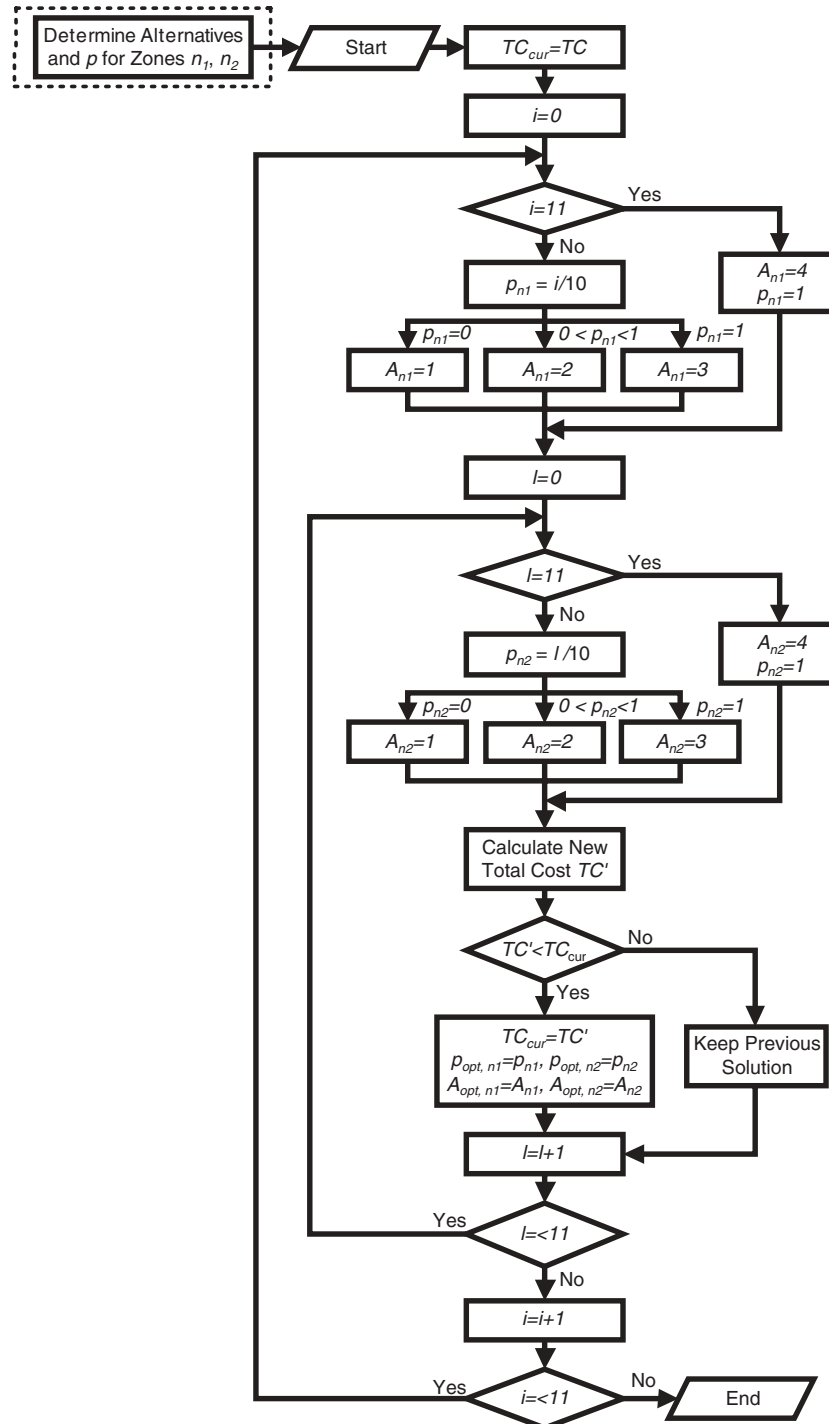 Determine Alternatives
and p for Zones n1, n2
Start
TCcur=TC
i=0
i=11
Yes
No
An1=4
pn1=1
pn1 = i/10
pn1=0
0 < pn1<1
pn1=1
An1=1
An1=2
An1=3
l=0
l=11
Yes
No
An2=4
pn2=1
pn2 = l /10
pn2=0
0 < pn2<1
pn2=1
An2=1
An2=2
An2=3
Calculate New
Total Cost TC'
TC'<TCcur
No
Yes
TCcur=TC'
popt, n1=pn1, popt, n2=pn2
Aopt, n1=An1, Aopt, n2=An2
Keep Previous
Solution
l=l+1
Yes
l=<11
No
i=i+1
Yes
i=<11
No
End